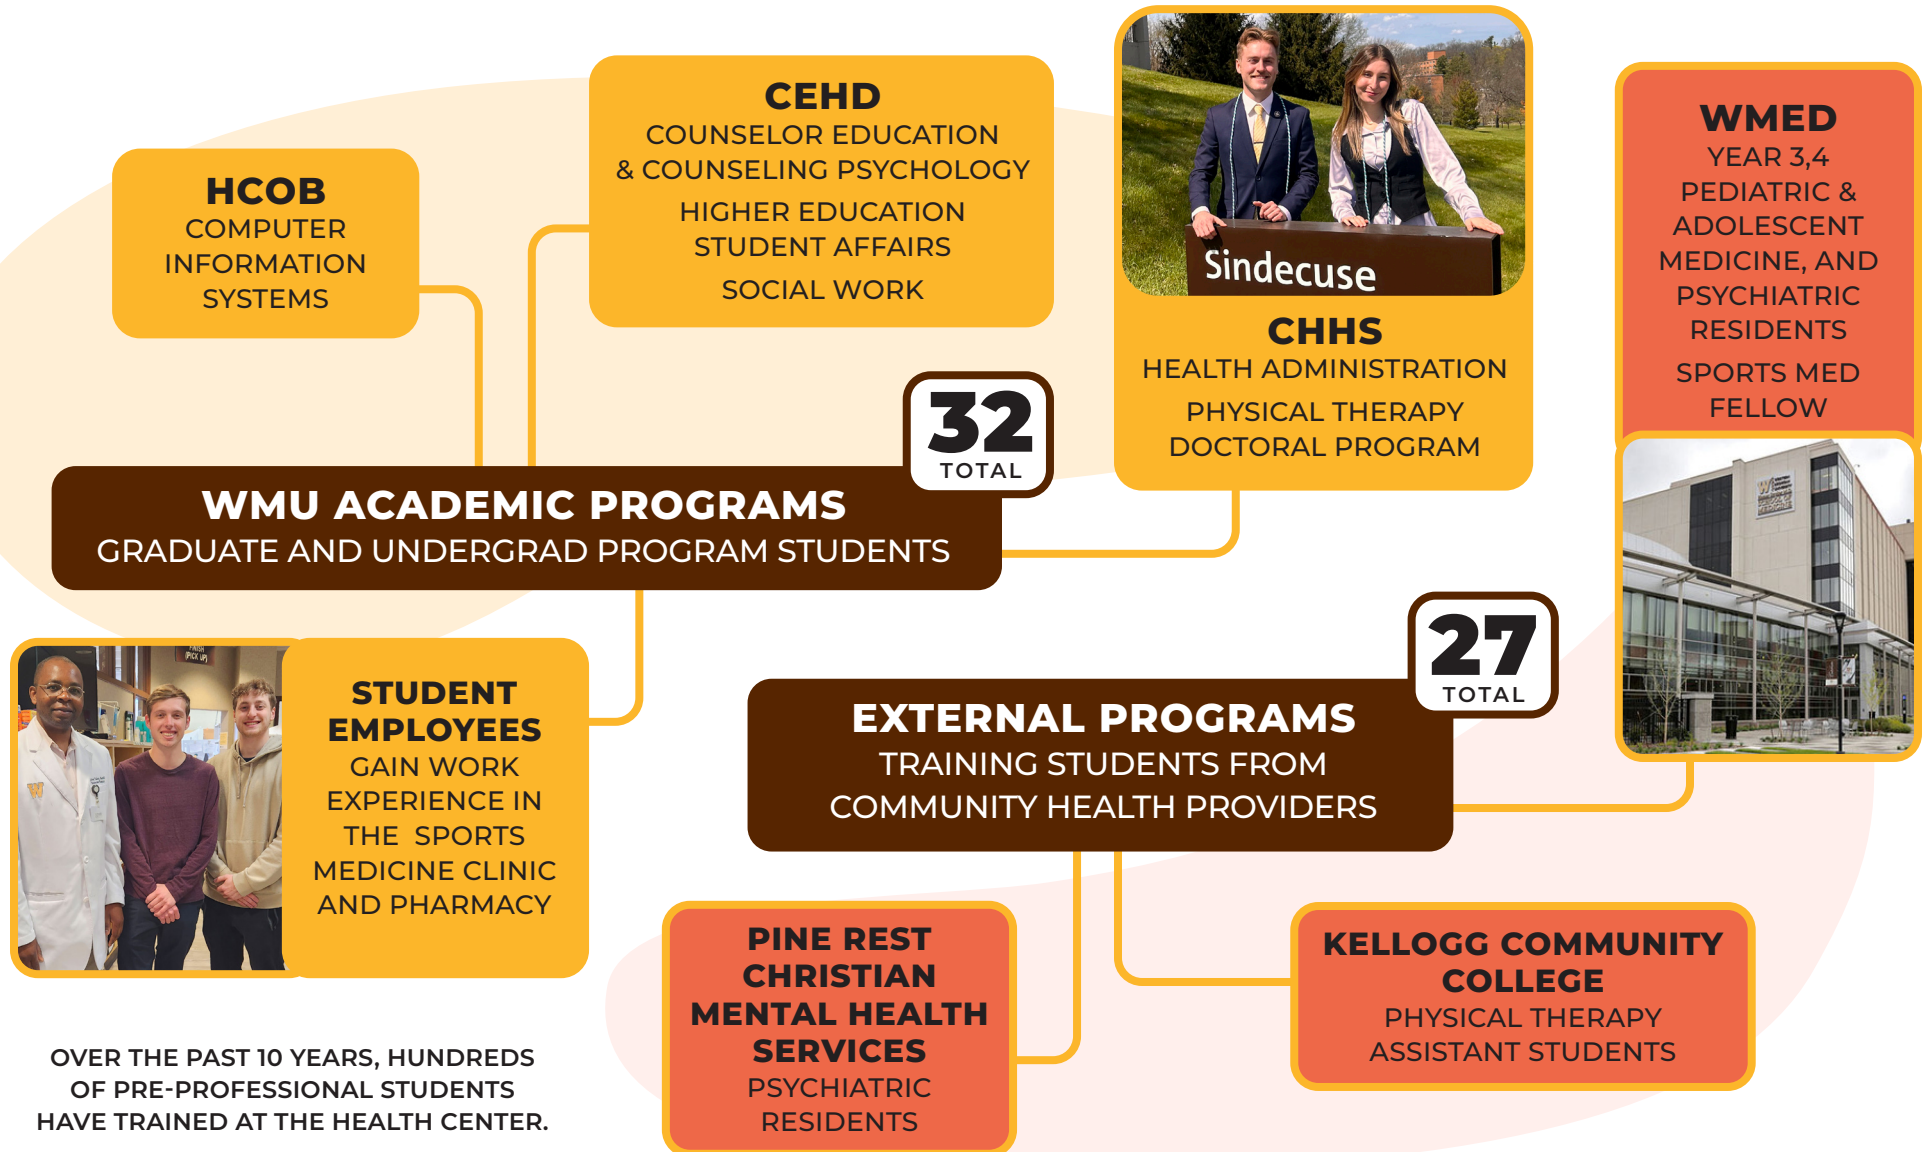 HCOB
COMPUTER
INFORMATION
SYSTEMS
CEHD
COUNSELOR EDUCATION
& COUNSELING PSYCHOLOGY
HIGHER EDUCATION
STUDENT AFFAIRS
SOCIAL WORK
Sindecuse
CHHS
HEALTH ADMINISTRATION
PHYSICAL THERAPY
DOCTORAL PROGRAM
WMED
YEAR 3,4
PEDIATRIC &
ADOLESCENT
MEDICINE, AND
PSYCHIATRIC
RESIDENTS
SPORTS MED
FELLOW
W
32
TOTAL
WMU ACADEMIC PROGRAMS
GRADUATE AND UNDERGRAD PROGRAM STUDENTS
FINISH
(PICK UP)
W
STUDENT
EMPLOYEES
GAIN WORK
EXPERIENCE IN
THE SPORTS
MEDICINE CLINIC
AND PHARMACY
27
TOTAL
EXTERNAL PROGRAMS
TRAINING STUDENTS FROM
COMMUNITY HEALTH PROVIDERS
PINE REST
CHRISTIAN
MENTAL HEALTH
SERVICES
PSYCHIATRIC
RESIDENTS
KELLOGG COMMUNITY
COLLEGE
PHYSICAL THERAPY
ASSISTANT STUDENTS
OVER THE PAST 10 YEARS, HUNDREDS
OF PRE-PROFESSIONAL STUDENTS
HAVE TRAINED AT THE HEALTH CENTER.